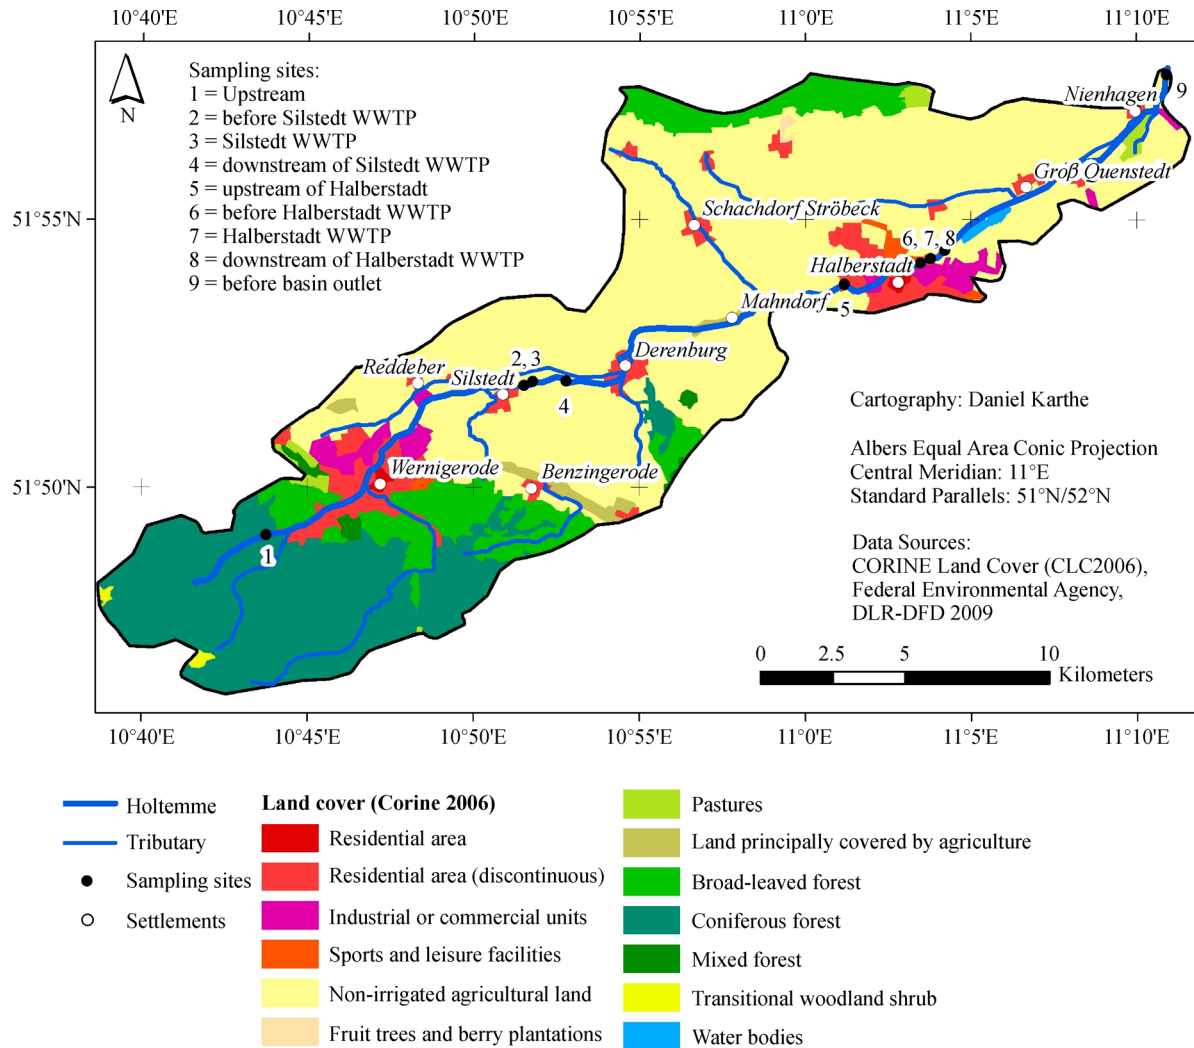 10°40'E 10°45'E 10°50'E 10°55'E 11°0'E 11°5'E 11°10'E
N
Sampling sites:
1 = Upstream
2 = before Silstedt WWTP
3 = Silstedt WWTP
4 = downstream of Silstedt WWTP
5 = upstream of Halberstadt
6 = before Halberstadt WWTP
7 = Halberstadt WWTP
8 = downstream of Halberstadt WWTP
9 = before basin outlet
Nienhagen
9
Groß Quenstedt
51°55'N
Schachdorf Ströbeck
6, 7, 8
Halberstadt
5
Mahndorf
Derenburg
Reddeber
2, 3
Silstedt
4
Wernigerode
Benzingerode
51°50'N
1
Cartography: Daniel Karthe
Albers Equal Area Conic Projection
Central Meridian: 11°E
Standard Parallels: 51°N/52°N
Data Sources:
CORINE Land Cover (CLC2006),
Federal Environmental Agency,
DLR-DFD 2009
0 2.5 5 10
Kilometers
10°40'E 10°45'E 10°50'E 10°55'E 11°0'E 11°5'E 11°10'E
Holtemme
Tributary
Sampling sites
Settlements
Land cover (Corine 2006)
Residential area
Residential area (discontinuous)
Industrial or commercial units
Sports and leisure facilities
Non-irrigated agricultural land
Fruit trees and berry plantations
Pastures
Land principally covered by agriculture
Broad-leaved forest
Coniferous forest
Mixed forest
Transitional woodland shrub
Water bodies